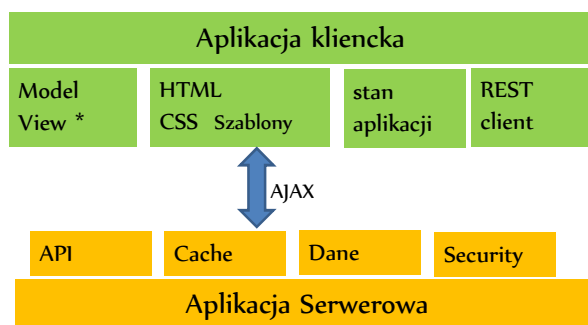 Aplikacja kliencka
Model
View *
HTML
CSS Szablony
stan
aplikacji
REST
client
AJAX
API
Cache
Dane
Security
Aplikacja Serwerowa